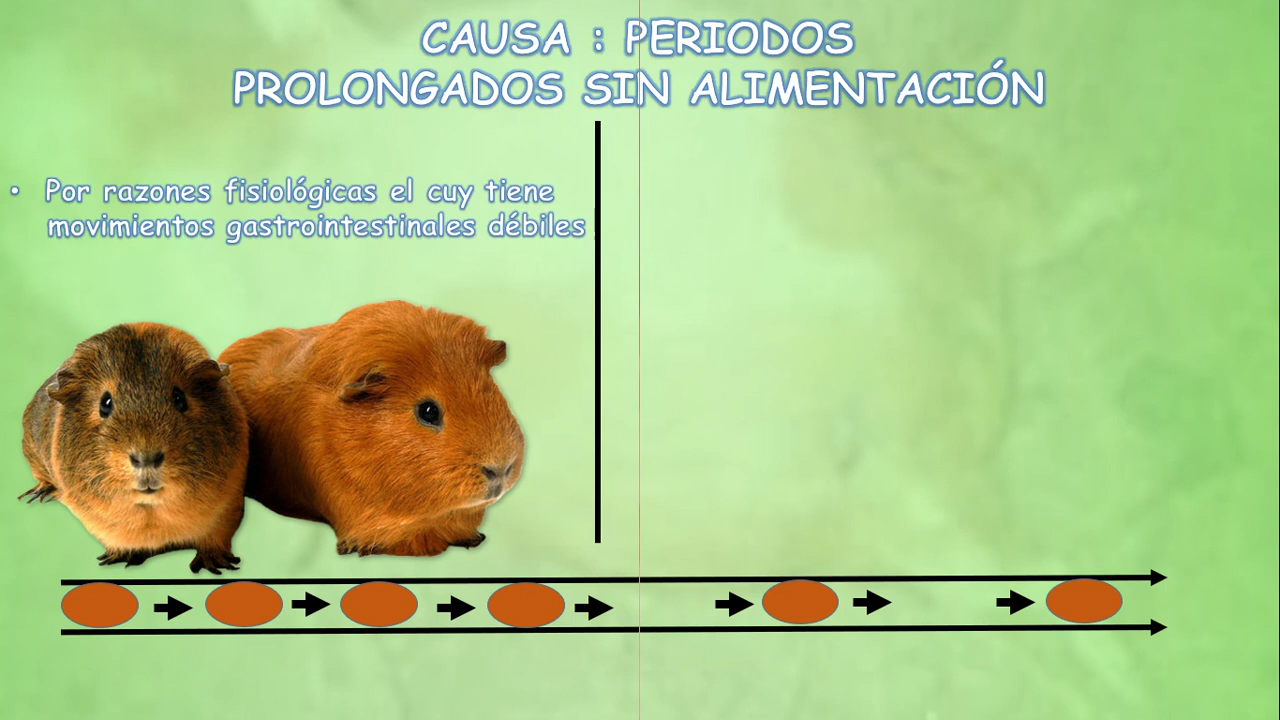 CAUSA : PERIODOS
PROLONGADOS SIN ALIMENTACIÓN
• Por razones fisiológicas el cuy tiene
movimientos gastrointestinales débiles